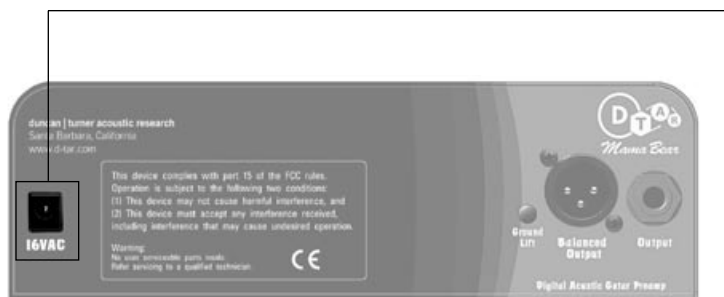 duncan | turner acoustic research
Santa Barbara, California
www.d-tar.com
D
T
A
R
Mama Bear
This device complies with part 15 of the FCC rules.
Operation is subject to the following two conditions:
(1) This device may not cause harmful interference, and
(2) This device must accept any interference received,
including interference that may cause undesired operation.
Warning:
No user serviceable parts inside.
Refer servicing to a qualified technician.
CE
16VAC
Ground
Lift
Balanced
Output
Output
Digital Acoustic Guitar Preamp